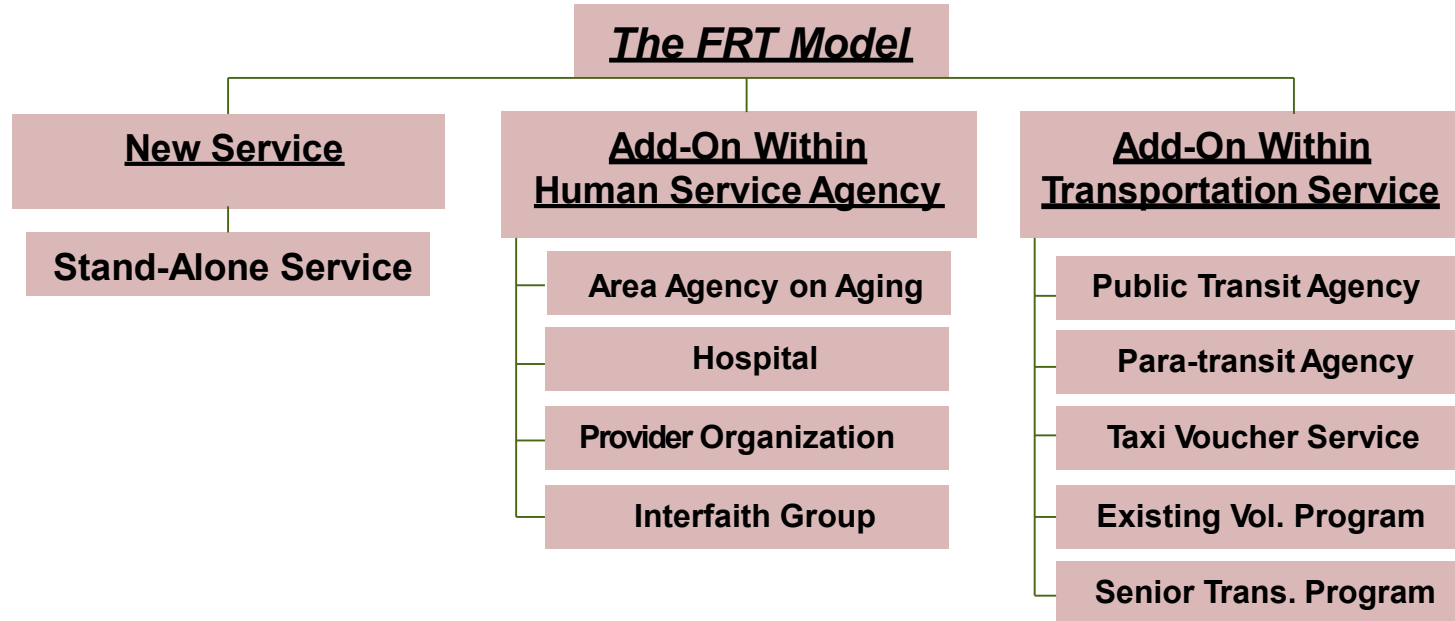 The FRT Model
New Service
Stand-Alone Service
Add-On Within
Human Service Agency
Area Agency on Aging
Hospital
Provider Organization
Interfaith Group
Add-On Within
Transportation Service
Public Transit Agency
Para-transit Agency
Taxi Voucher Service
Existing Vol. Program
Senior Trans. Program